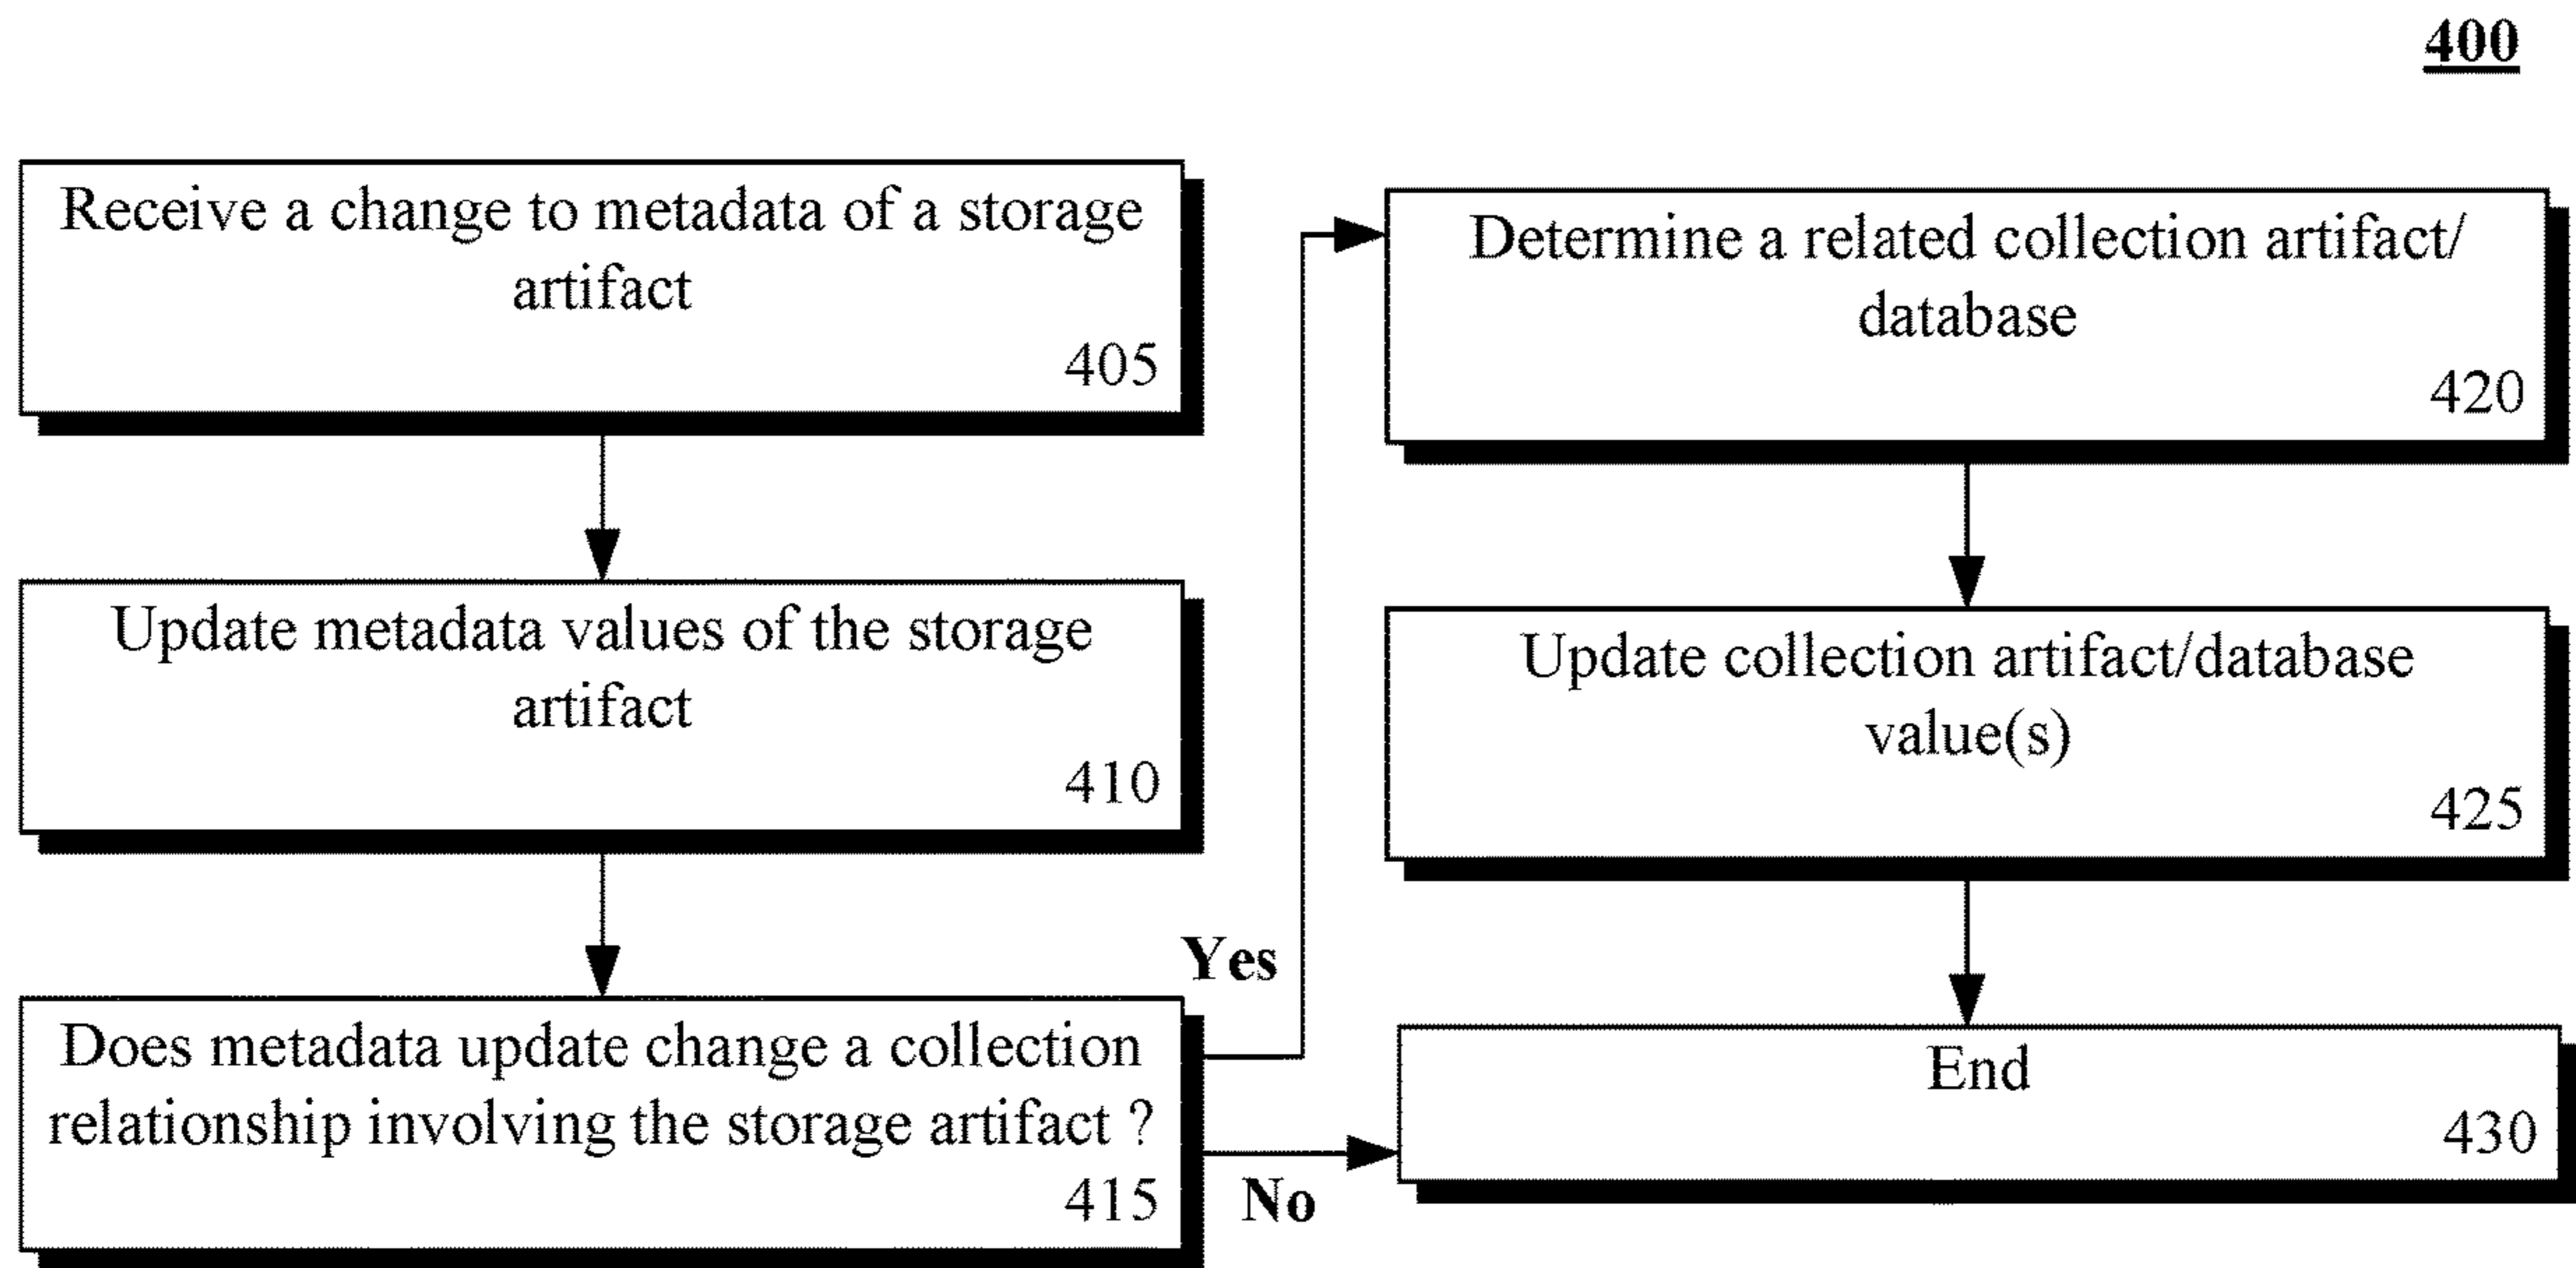 400
Receive a change to metadata of a storage
artifact
405
Update metadata values of the storage
artifact
410
Does metadata update change a collection
relationship involving the storage artifact ?
415
Yes
No
Determine a related collection artifact/
database
420
Update collection artifact/database
value(s)
425
End
430